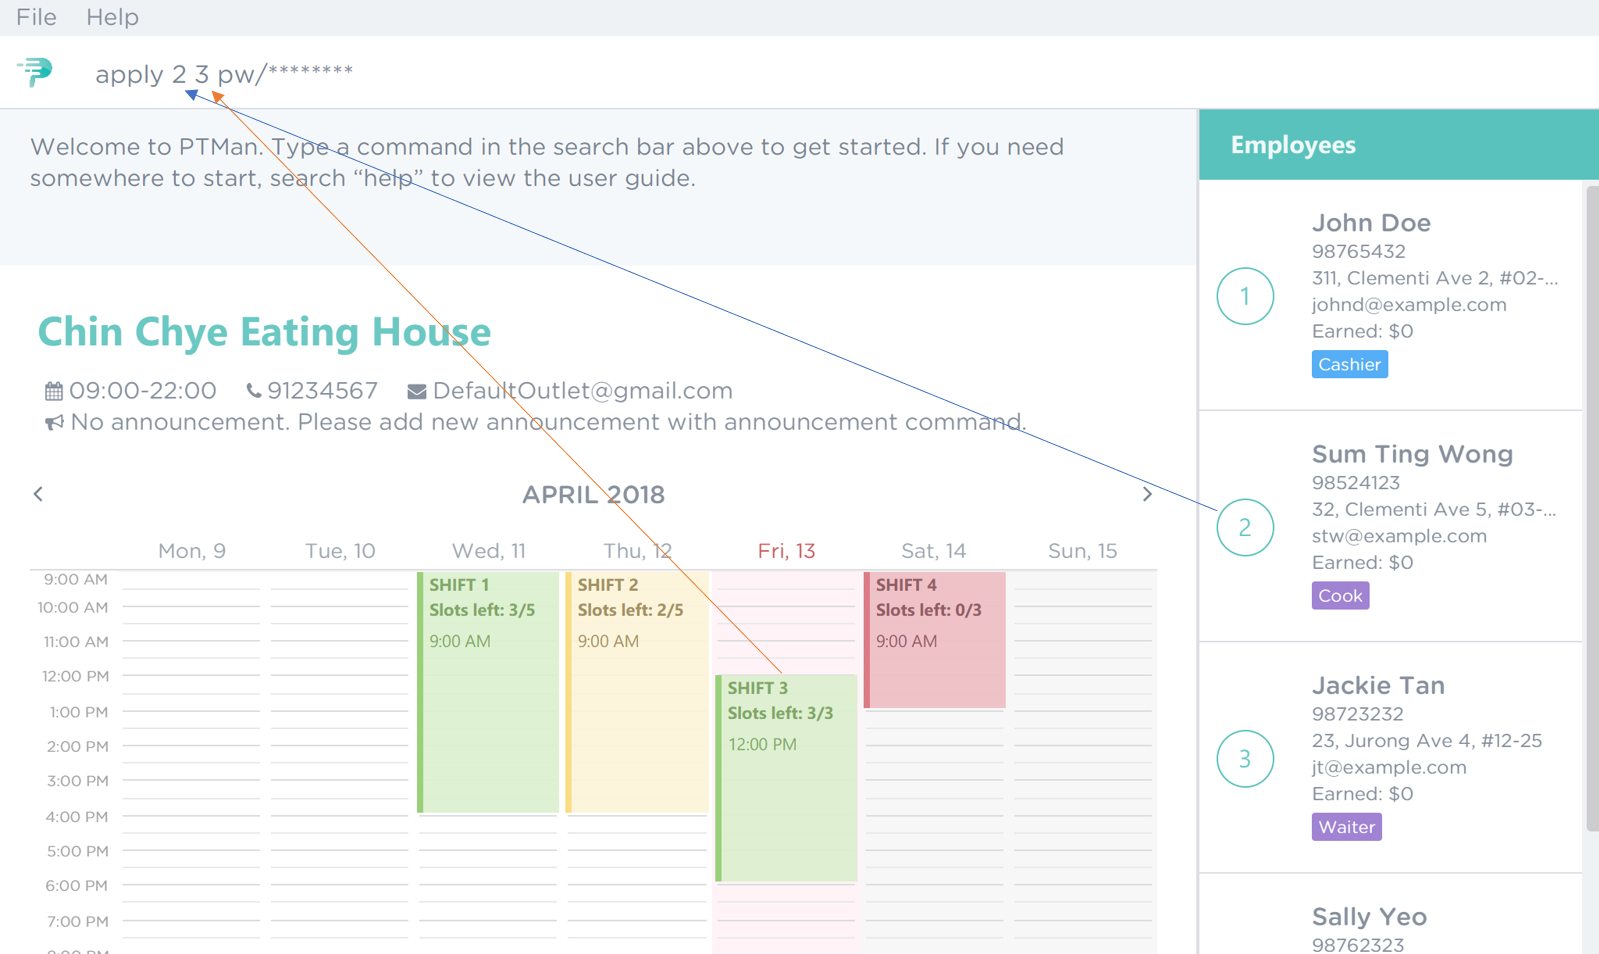 File Help
apply 2 3 pw/********
Welcome to PTMan. Type a command in the search bar above to get started. If you need
somewhere to start, search “help” to view the user guide.
Chin Chye Eating House
09:00-22:00 91234567 DefaultOutlet@gmail.com
No announcement. Please add new announcement with announcement command.
APRIL 2018
Mon, 9 Tue, 10 Wed, 11 Thu, 12 Fri, 13 Sat, 14 Sun, 15
9:00 AM
10:00 AM
11:00 AM
12:00 PM
1:00 PM
2:00 PM
3:00 PM
4:00 PM
5:00 PM
6:00 PM
7:00 PM
SHIFT 1
Slots left: 3/5
9:00 AM
SHIFT 2
Slots left: 2/5
9:00 AM
SHIFT 3
Slots left: 3/3
12:00 PM
SHIFT 4
Slots left: 0/3
9:00 AM
Employees
1
John Doe
98765432
311, Clementi Ave 2, #02-...
johnd@example.com
Earned: $0
Cashier
2
Sum Ting Wong
98524123
32, Clementi Ave 5, #03-...
stw@example.com
Earned: $0
Cook
3
Jackie Tan
98723232
23, Jurong Ave 4, #12-25
jt@example.com
Earned: $0
Waiter
Sally Yeo
98762323